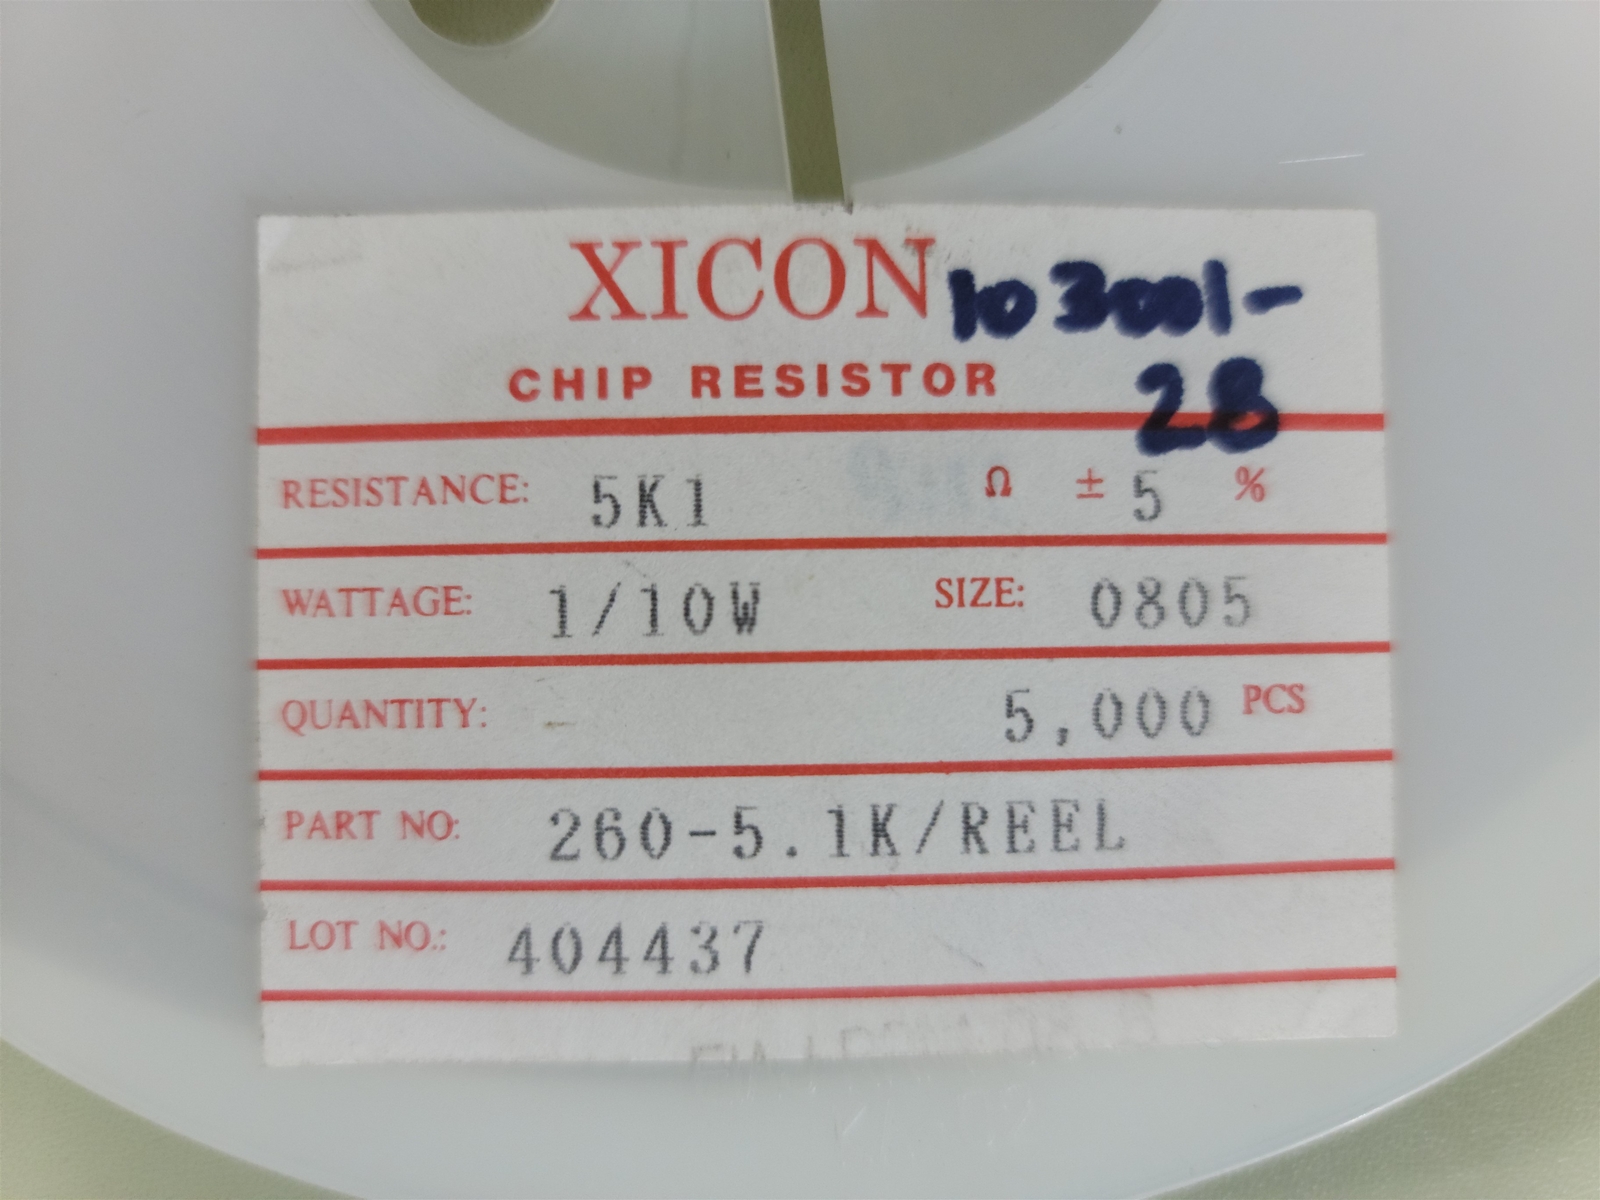 XICON
103001-
28
CHIP RESISTOR
RESISTANCE: 5K1 Ω ± 5 %
WATTAGE: 1/10W SIZE: 0805
QUANTITY: 5,000 PCS
PART NO: 260-5.1K/REEL
LOT NO.: 404437